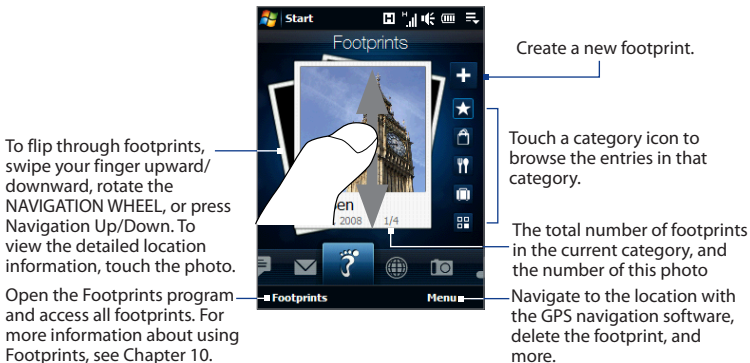 Start
H
Footprints
en
2008 1/4
Footprints
Menu
To flip through footprints,
swipe your finger upward/
downward, rotate the
NAVIGATION WHEEL, or press
Navigation Up/Down. To
view the detailed location
information, touch the photo.
Open the Footprints program
and access all footprints. For
more information about using
Footprints, see Chapter 10.
Create a new footprint.
Touch a category icon to
browse the entries in that
category.
The total number of footprints
in the current category, and
the number of this photo
Navigate to the location with
the GPS navigation software,
delete the footprint, and
more.